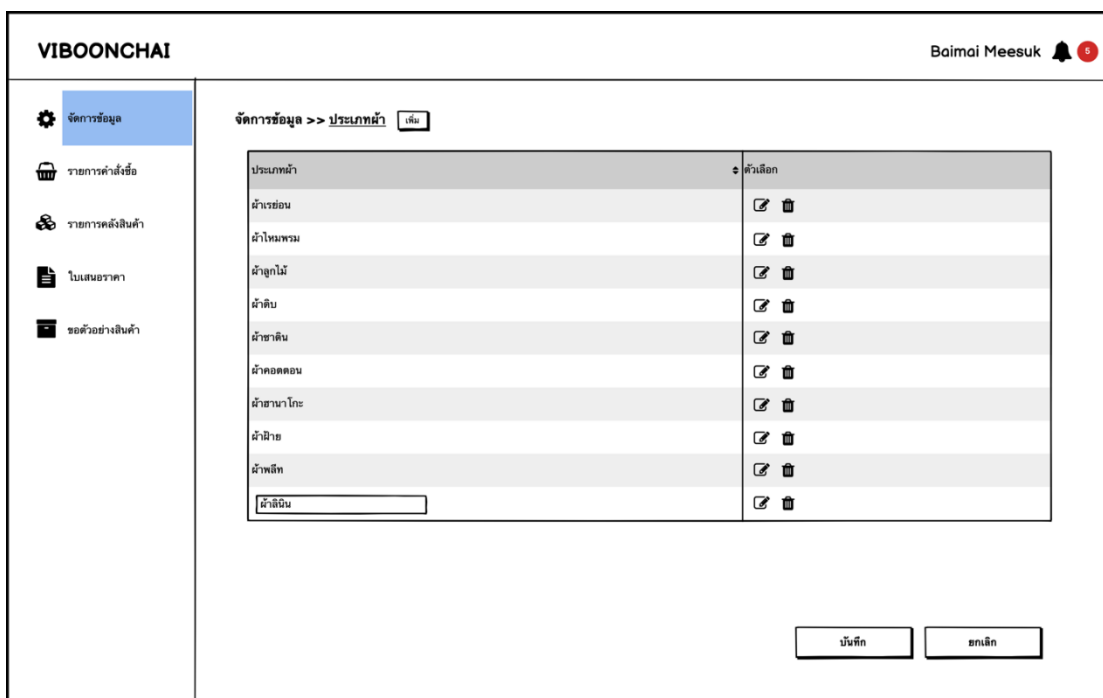 VIBOONCHAI
Baimai Meesuk 5
จัดการข้อมูล
รายการคำสั่งซื้อ
รายการคลังสินค้า
ใบเสนอราคา
ขอตัวอย่างสินค้า
จัดการข้อมูล >> ประเภทผ้า เพิ่ม
ประเภทผ้า ตัวเลือก
ผ้าเรย่อน
ผ้าไหมพรม
ผ้าลูกไม้
ผ้าดิบ
ผ้าซาติน
ผ้าคอตตอน
ผ้าฮานาโกะ
ผ้าฝ้าย
ผ้าพลีท
ผ้าลินิน
บันทึก ยกเลิก